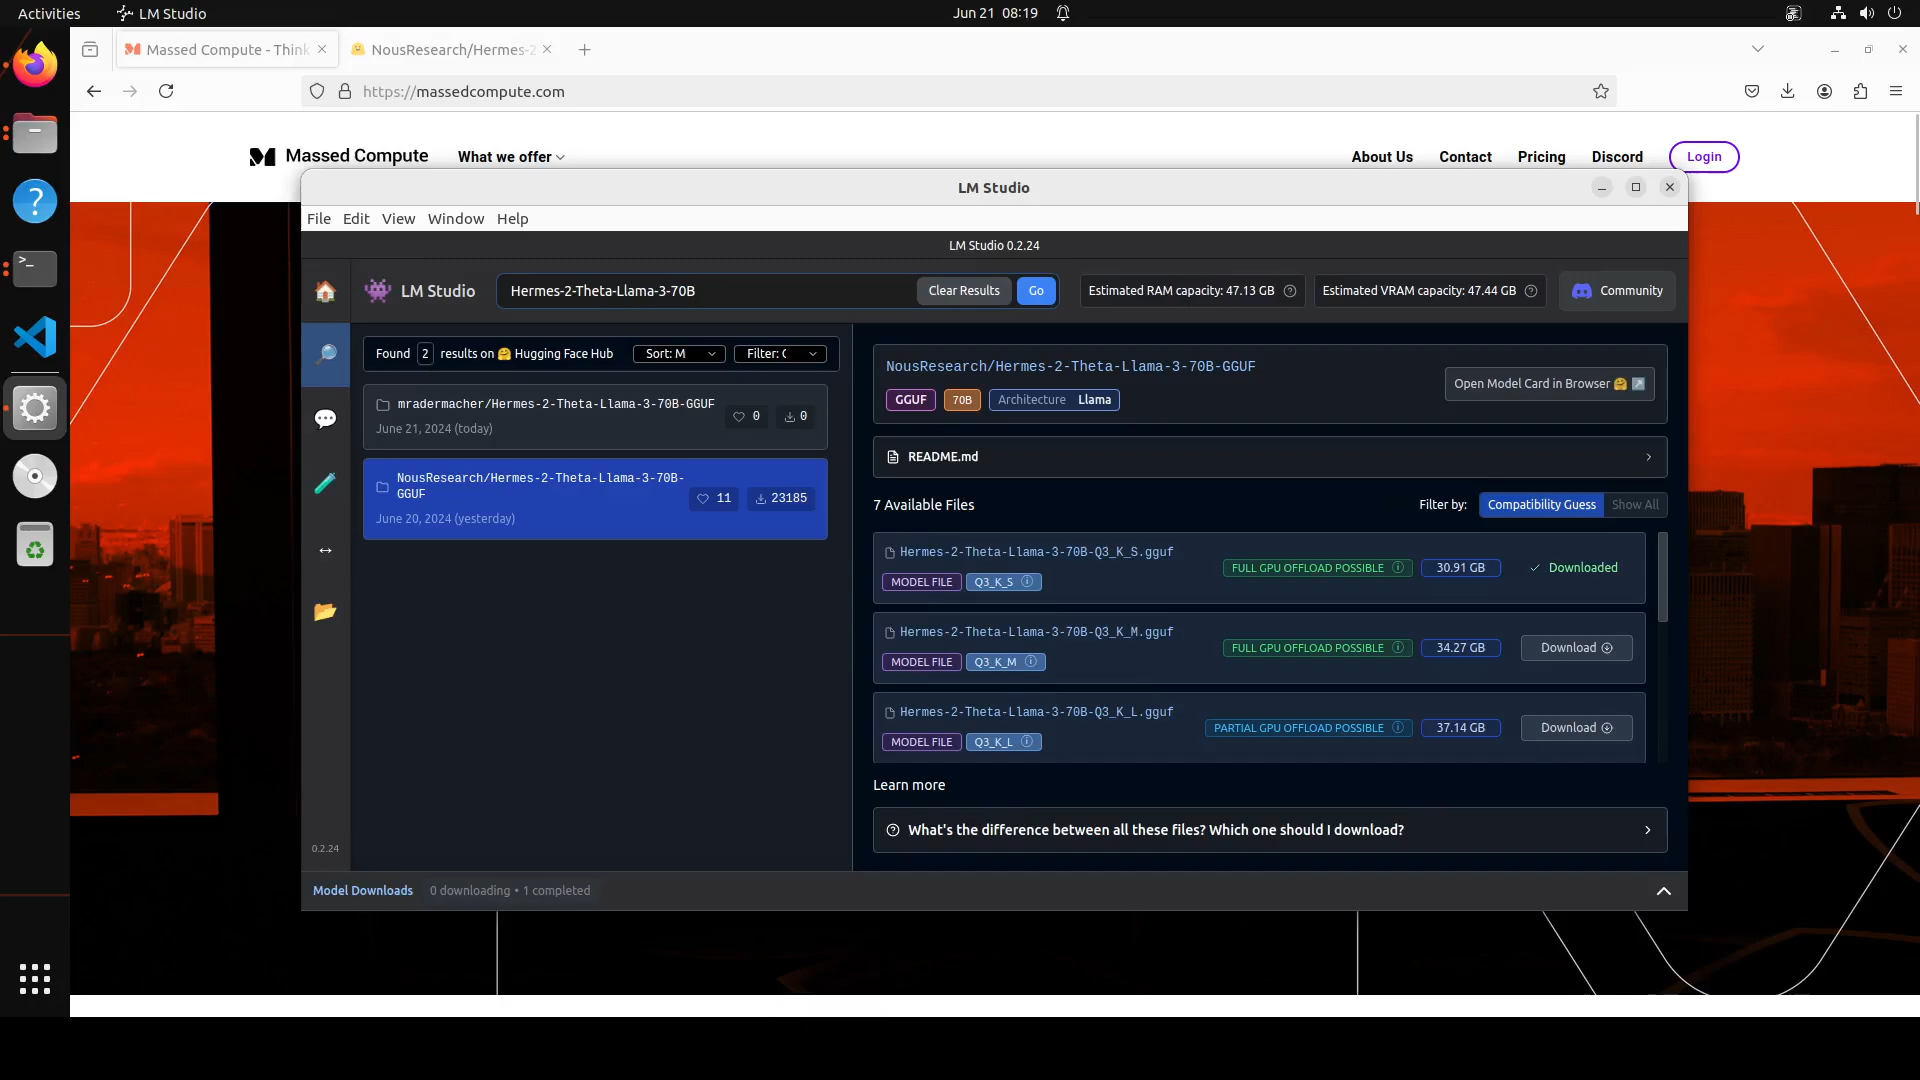 Activities
LM Studio
Jun 21 08:19
Massed Compute - Think
NousResearch/Hermes-2
https://massedcompute.com
Massed Compute
What we offer
About Us
Contact
Pricing
Discord
Login
LM Studio
File Edit View Window Help
LM Studio 0.2.24
LM Studio
Hermes-2-Theta-Llama-3-70B
Clear Results
Go
Estimated RAM capacity: 47.13 GB
Estimated VRAM capacity: 47.44 GB
Community
Found 2 results on 🤗 Hugging Face Hub
Sort: M
Filter: (
mradermacher/Hermes-2-Theta-Llama-3-70B-GGUF
0
0
June 21, 2024 (today)
NousResearch/Hermes-2-Theta-Llama-3-70B-
GGUF
11
23185
June 20, 2024 (yesterday)
0.2.24
NousResearch/Hermes-2-Theta-Llama-3-70B-GGUF
GGUF
70B
Architecture Llama
Open Model Card in Browser 🤗 ↗
README.md
7 Available Files
Filter by:
Compatibility Guess
Show All
Hermes-2-Theta-Llama-3-70B-Q3_K_S.gguf
MODEL FILE
Q3_K_S
FULL GPU OFFLOAD POSSIBLE
30.91 GB
Downloaded
Hermes-2-Theta-Llama-3-70B-Q3_K_M.gguf
MODEL FILE
Q3_K_M
FULL GPU OFFLOAD POSSIBLE
34.27 GB
Download
Hermes-2-Theta-Llama-3-70B-Q3_K_L.gguf
MODEL FILE
Q3_K_L
PARTIAL GPU OFFLOAD POSSIBLE
37.14 GB
Download
Learn more
What's the difference between all these files? Which one should I download?
Model Downloads
0 downloading • 1 completed